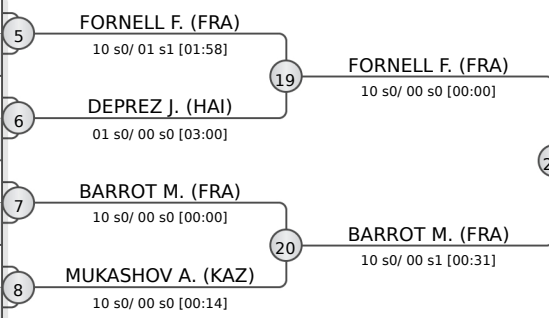 FORNELL F. (FRA)
5
10 s0/ 01 s1 [01:58]
FORNELL F. (FRA)
19
10 s0/ 00 s0 [00:00]
DEPREZ J. (HAI)
6
01 s0/ 00 s0 [03:00]
BARROT M. (FRA)
7
10 s0/ 00 s0 [00:00]
BARROT M. (FRA)
20
10 s0/ 00 s1 [00:31]
MUKASHOV A. (KAZ)
8
10 s0/ 00 s0 [00:14]